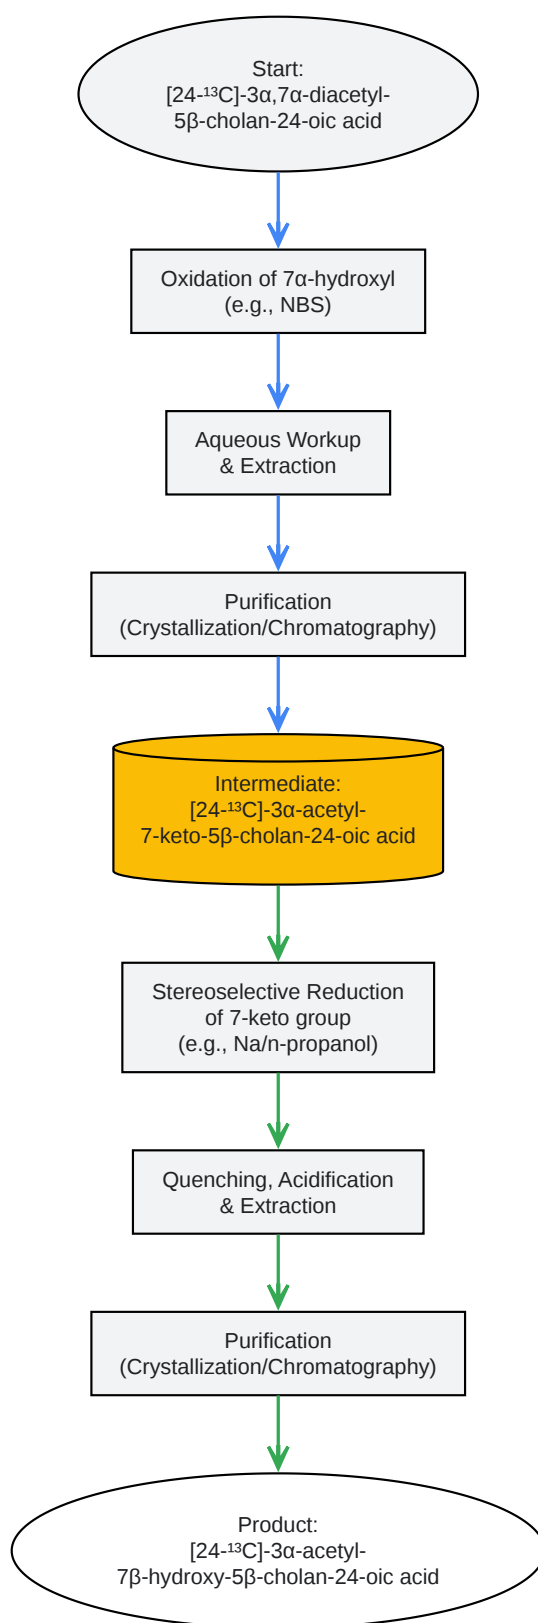 Start:
[24-¹³C]-3α,7α-diacetyl-
5β-cholan-24-oic acid
Oxidation of 7α-hydroxyl
(e.g., NBS)
Aqueous Workup
& Extraction
Purification
(Crystallization/Chromatography)
Intermediate:
[24-¹³C]-3α-acetyl-
7-keto-5β-cholan-24-oic acid
Stereoselective Reduction
of 7-keto group
(e.g., Na/n-propanol)
Quenching, Acidification
& Extraction
Purification
(Crystallization/Chromatography)
Product:
[24-¹³C]-3α-acetyl-
7β-hydroxy-5β-cholan-24-oic acid